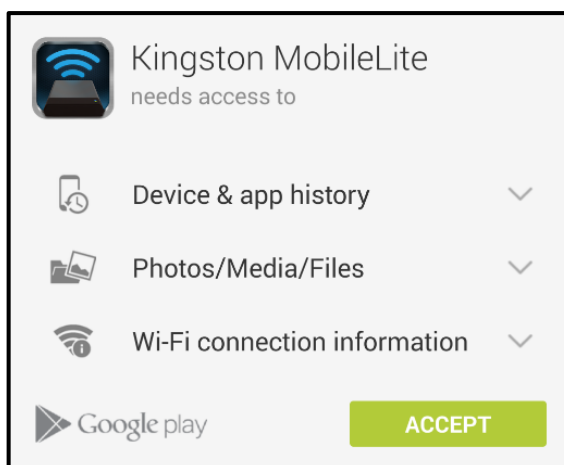 Kingston MobileLite
needs access to
Device & app history
Photos/Media/Files
Wi-Fi connection information
Google play
ACCEPT